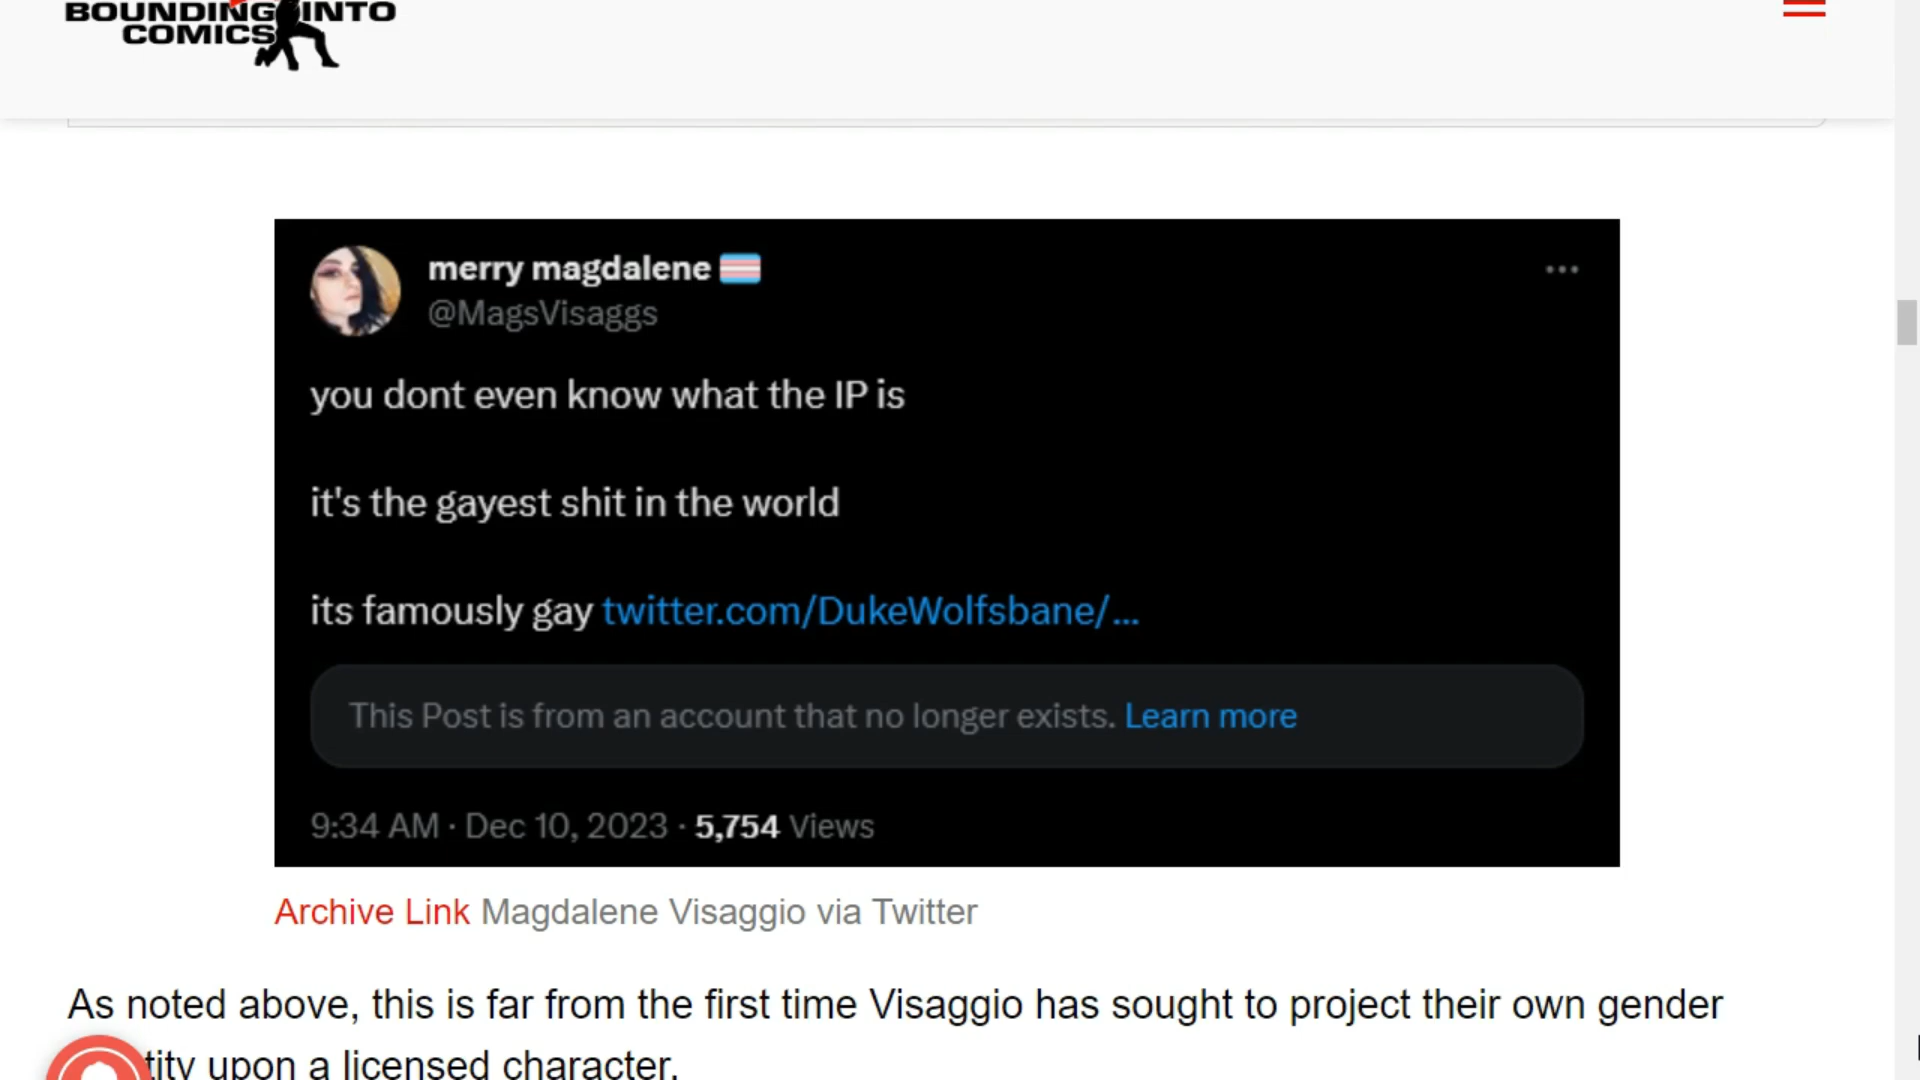 BOUNDING INTO
COMICS
merry magdalene
@MagsVisaggs
you dont even know what the IP is
it's the gayest shit in the world
its famously gay twitter.com/DukeWolfsbane/...
This Post is from an account that no longer exists. Learn more
9:34 AM · Dec 10, 2023 · 5,754 Views
Archive Link Magdalene Visaggio via Twitter
As noted above, this is far from the first time Visaggio has sought to project their own gender
tity upon a licensed character.